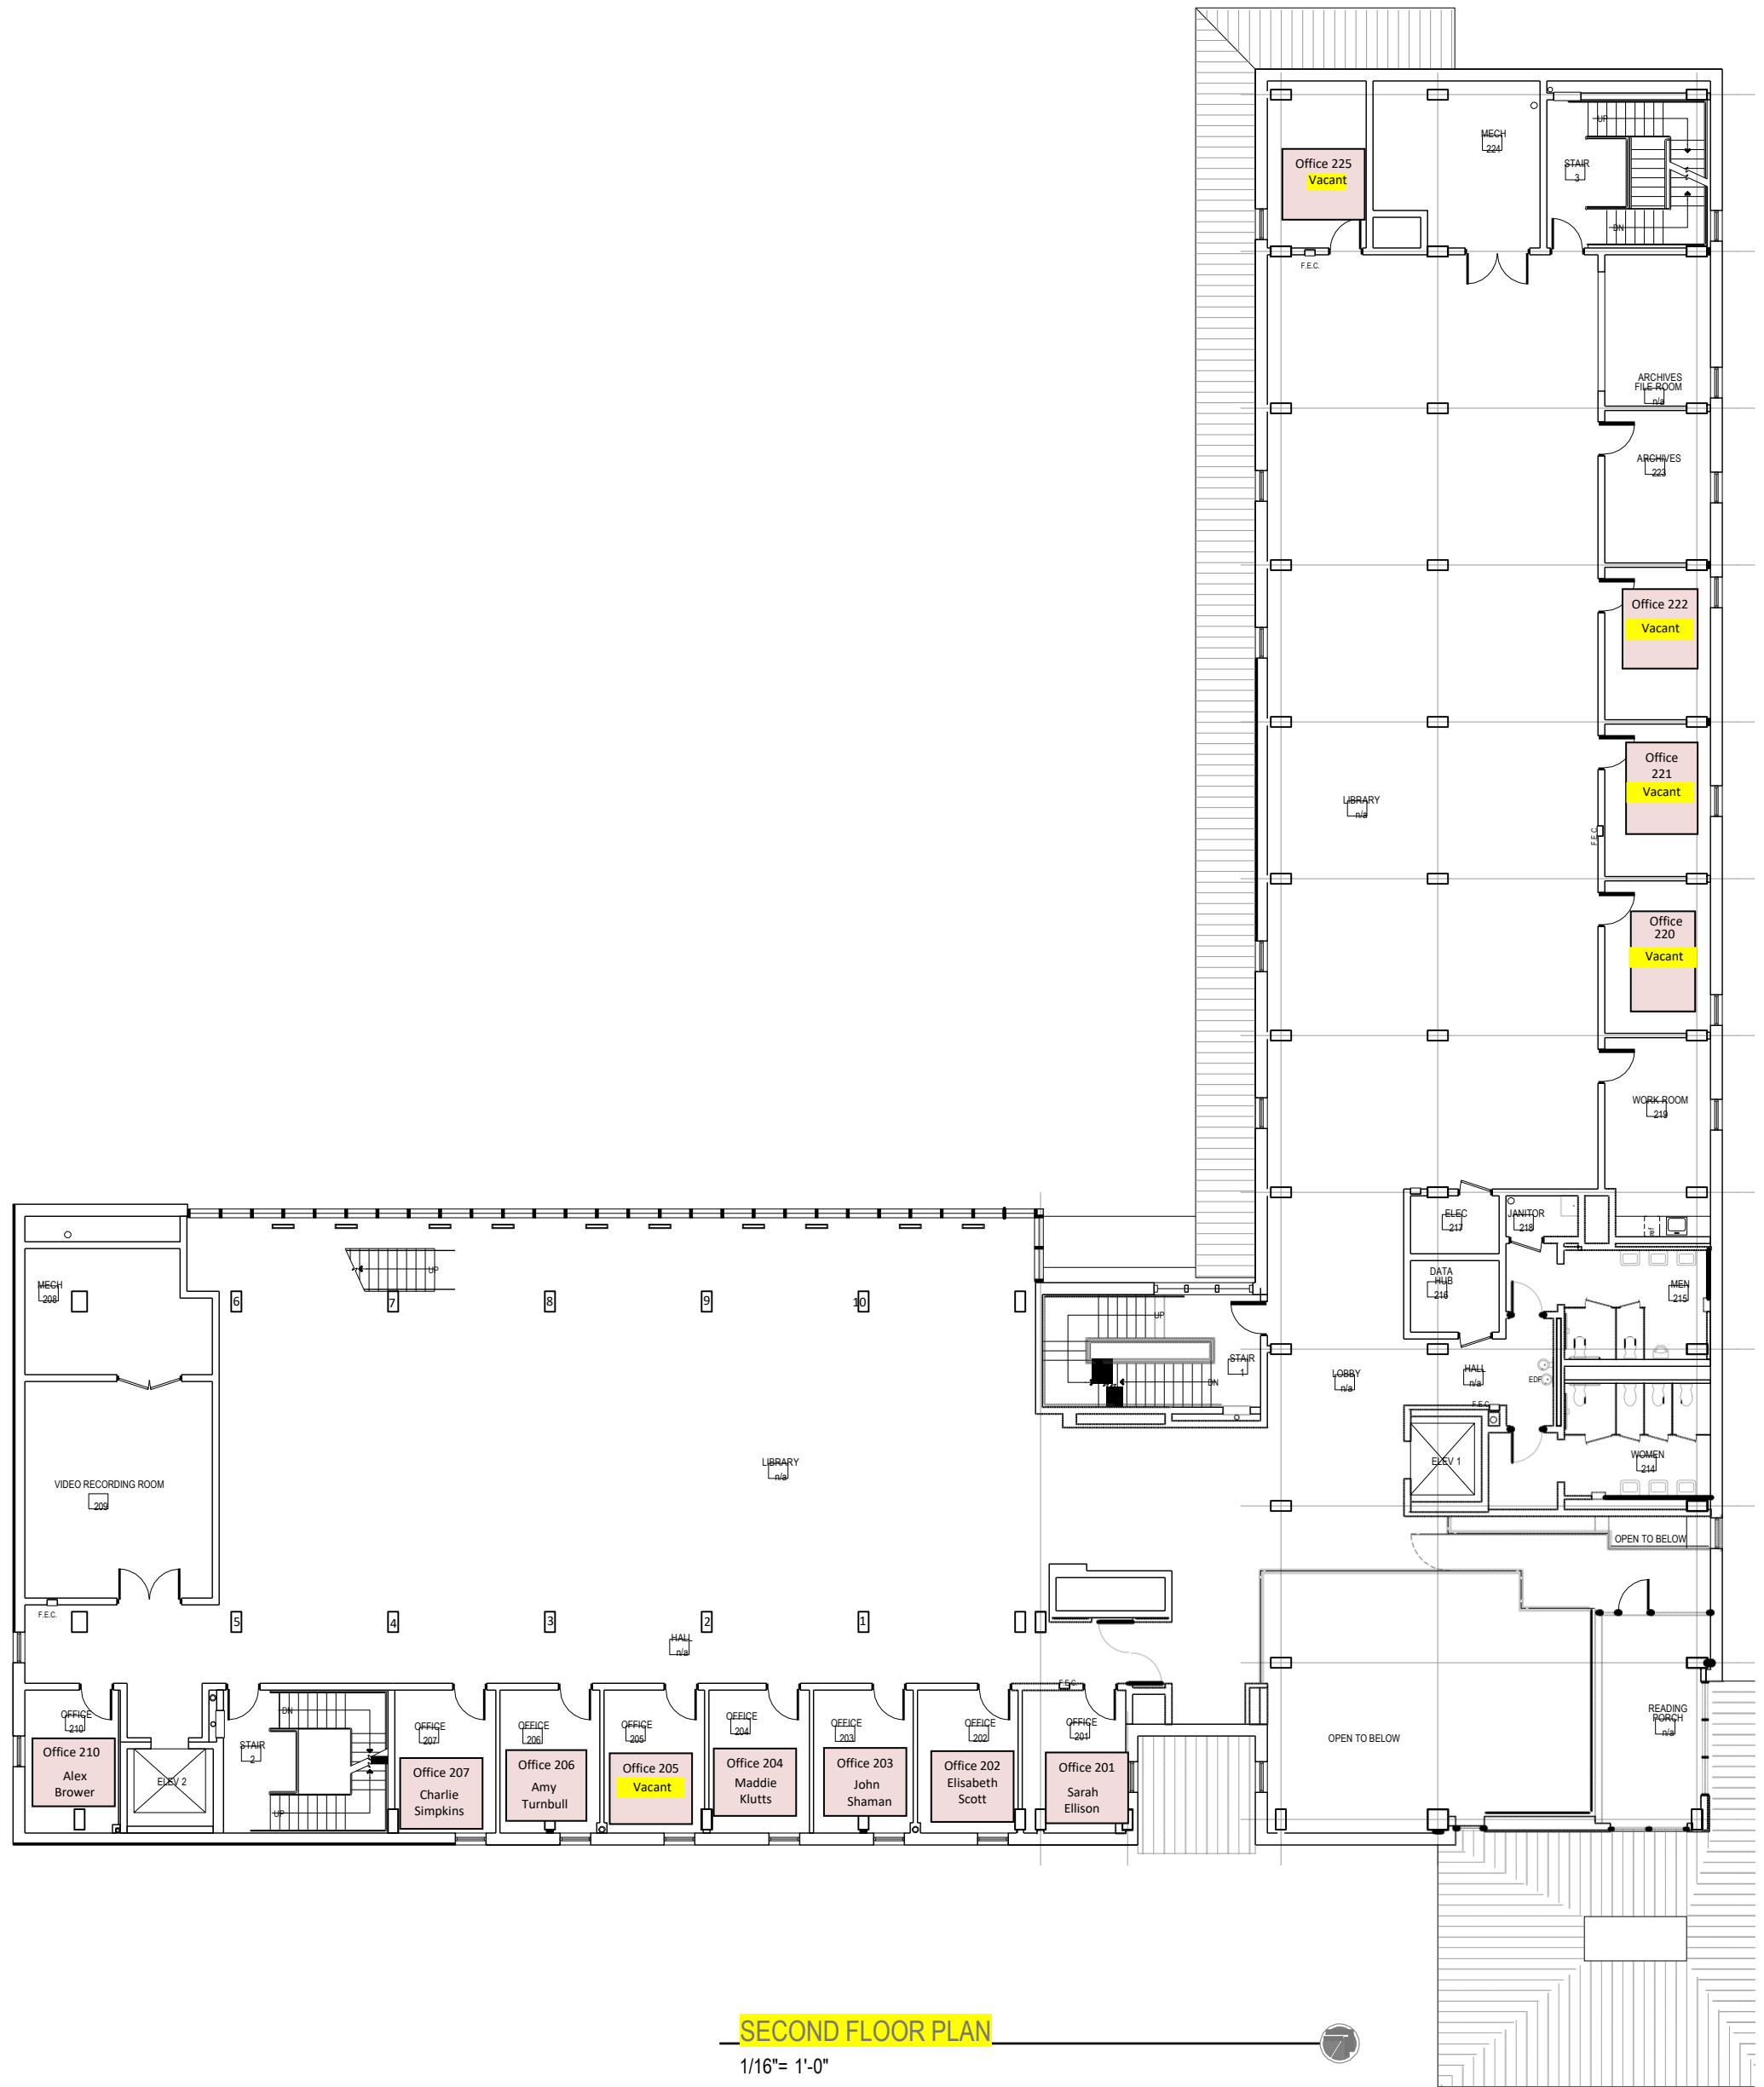 UP
MECH
224
Office 225
Vacant
STAIR
3
DN
F.E.C.
ARCHIVES
FILE ROOM
n/a
ARCHIVES
223
Office 222
Vacant
Office
221
Vacant
LIBRARY
n/a
F.E.C.
Office
220
Vacant
WORK ROOM
219
ELEC
217
JANITOR
218
ref
DATA
HUB
216
MEN
215
MECH
208
UP
6
7
8
9
10
UP
STAIR
1
DN
LOBBY
n/a
HALL
n/a
EDF
F.E.C.
ELEV 1
WOMEN
214
LIBRARY
n/a
VIDEO RECORDING ROOM
209
OPEN TO BELOW
F.E.C.
5
4
3
2
1
HALL
n/a
F.E.C.
OFFICE
210
DN
STAIR
2
OFFICE
207
OFFICE
206
OFFICE
205
OFFICE
204
OFFICE
203
OFFICE
202
OFFICE
201
READING
PORCH
n/a
OPEN TO BELOW
Office 210
Alex
Brower
ELEV 2
UP
Office 207
Charlie
Simpkins
Office 206
Amy
Turnbull
Office 205
Vacant
Office 204
Maddie
Klutts
Office 203
John
Shaman
Office 202
Elisabeth
Scott
Office 201
Sarah
Ellison
SECOND FLOOR PLAN
1/16"= 1'-0"